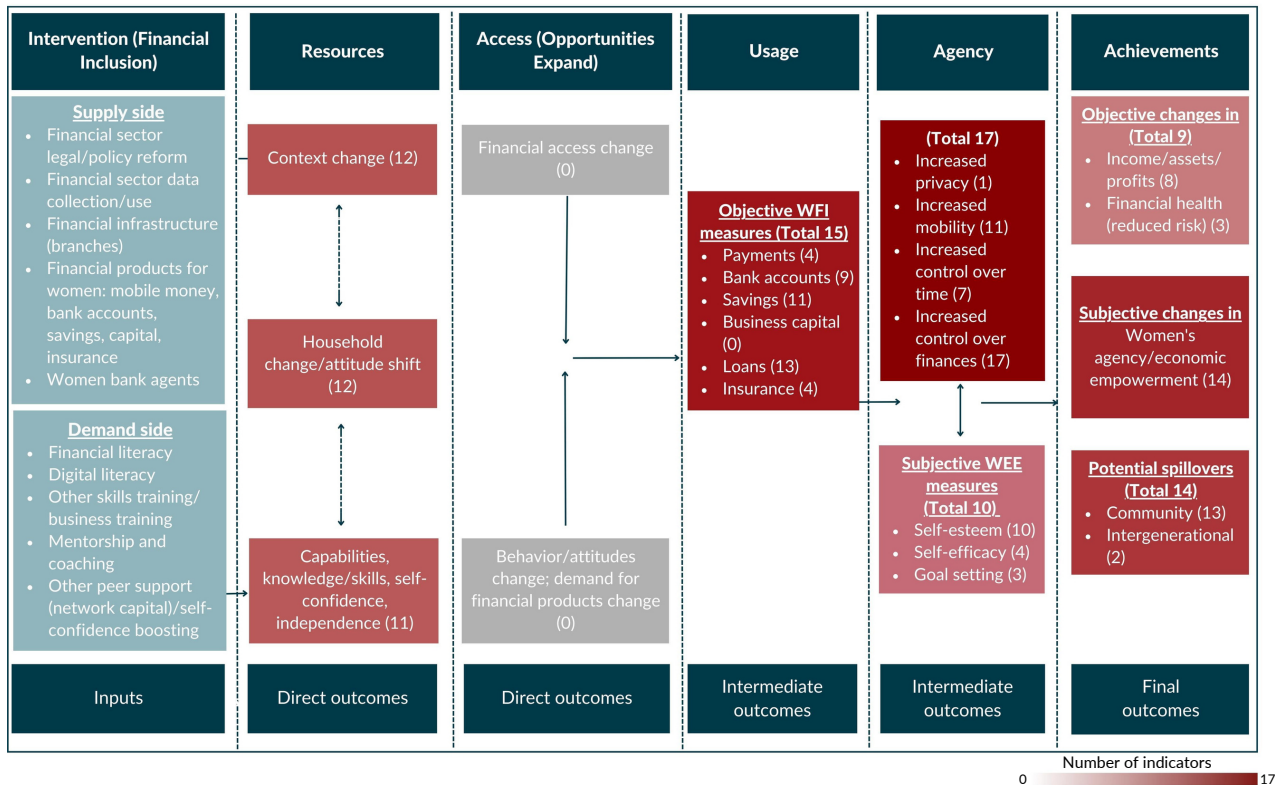 Intervention (Financial
Inclusion)
Resources
Access (Opportunities
Expand)
Usage
Agency
Achievements
Supply side
• Financial sector
legal/policy reform
• Financial sector data
collection/use
• Financial infrastructure
(branches)
• Financial products for
women: mobile money,
bank accounts,
savings, capital,
insurance
• Women bank agents
Demand side
• Financial literacy
• Digital literacy
• Other skills training/
business training
• Mentorship and
coaching
• Other peer support
(network capital)/self-
confidence boosting
Context change (12)
Household
change/attitude shift
(12)
Capabilities,
knowledge/skills, self-
confidence,
independence (11)
Financial access change
(0)
Behavior/attitudes
change; demand for
financial products change
(0)
Objective WFI
measures (Total 15)
• Payments (4)
• Bank accounts (9)
• Savings (11)
• Business capital
(0)
• Loans (13)
• Insurance (4)
(Total 17)
• Increased
privacy (1)
• Increased
mobility (11)
• Increased
control over
time (7)
• Increased
control over
finances (17)
Subjective WEE
measures
(Total 10)
• Self-esteem (10)
• Self-efficacy (4)
• Goal setting (3)
Objective changes in
(Total 9)
• Income/assets/
profits (8)
• Financial health
(reduced risk) (3)
Subjective changes in
Women's
agency/economic
empowerment (14)
Potential spillovers
(Total 14)
• Community (13)
• Intergenerational
(2)
Inputs
Direct outcomes
Direct outcomes
Intermediate
outcomes
Intermediate
outcomes
Final
outcomes
Number of indicators
0
17